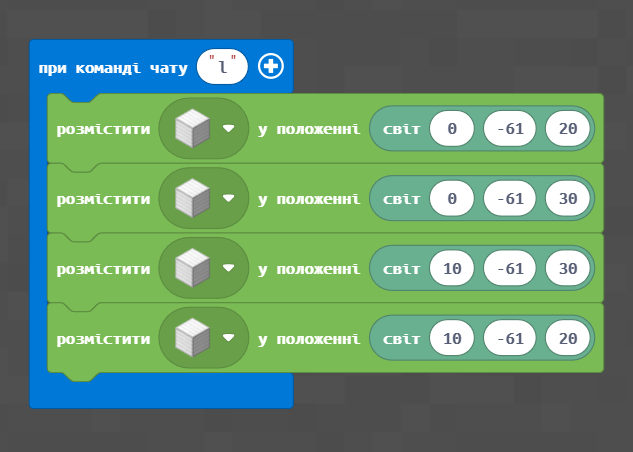 при команді чату "l"
розмістити у положенні світ 0 -61 20
розмістити у положенні світ 0 -61 30
розмістити у положенні світ 10 -61 30
розмістити у положенні світ 10 -61 20